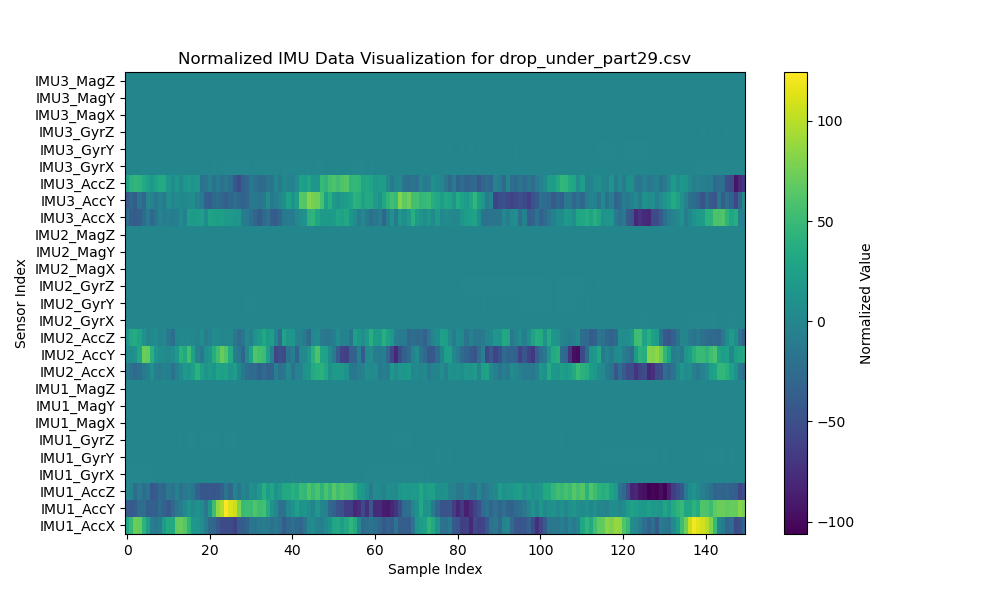 Normalized IMU Data Visualization for drop_under_part29.csv
IMU3_MagZ
IMU3_MagY
IMU3_MagX
IMU3_GyrZ
IMU3_GyrY
IMU3_GyrX
IMU3_AccZ
IMU3_AccY
IMU3_AccX
IMU2_MagZ
IMU2_MagY
IMU2_MagX
IMU2_GyrZ
IMU2_GyrY
IMU2_GyrX
IMU2_AccZ
IMU2_AccY
IMU2_AccX
IMU1_MagZ
IMU1_MagY
IMU1_MagX
IMU1_GyrZ
IMU1_GyrY
IMU1_GyrX
IMU1_AccZ
IMU1_AccY
IMU1_AccX
Sensor Index
0 20 40 60 80 100 120 140
Sample Index
100
50
0
−50
−100
Normalized Value